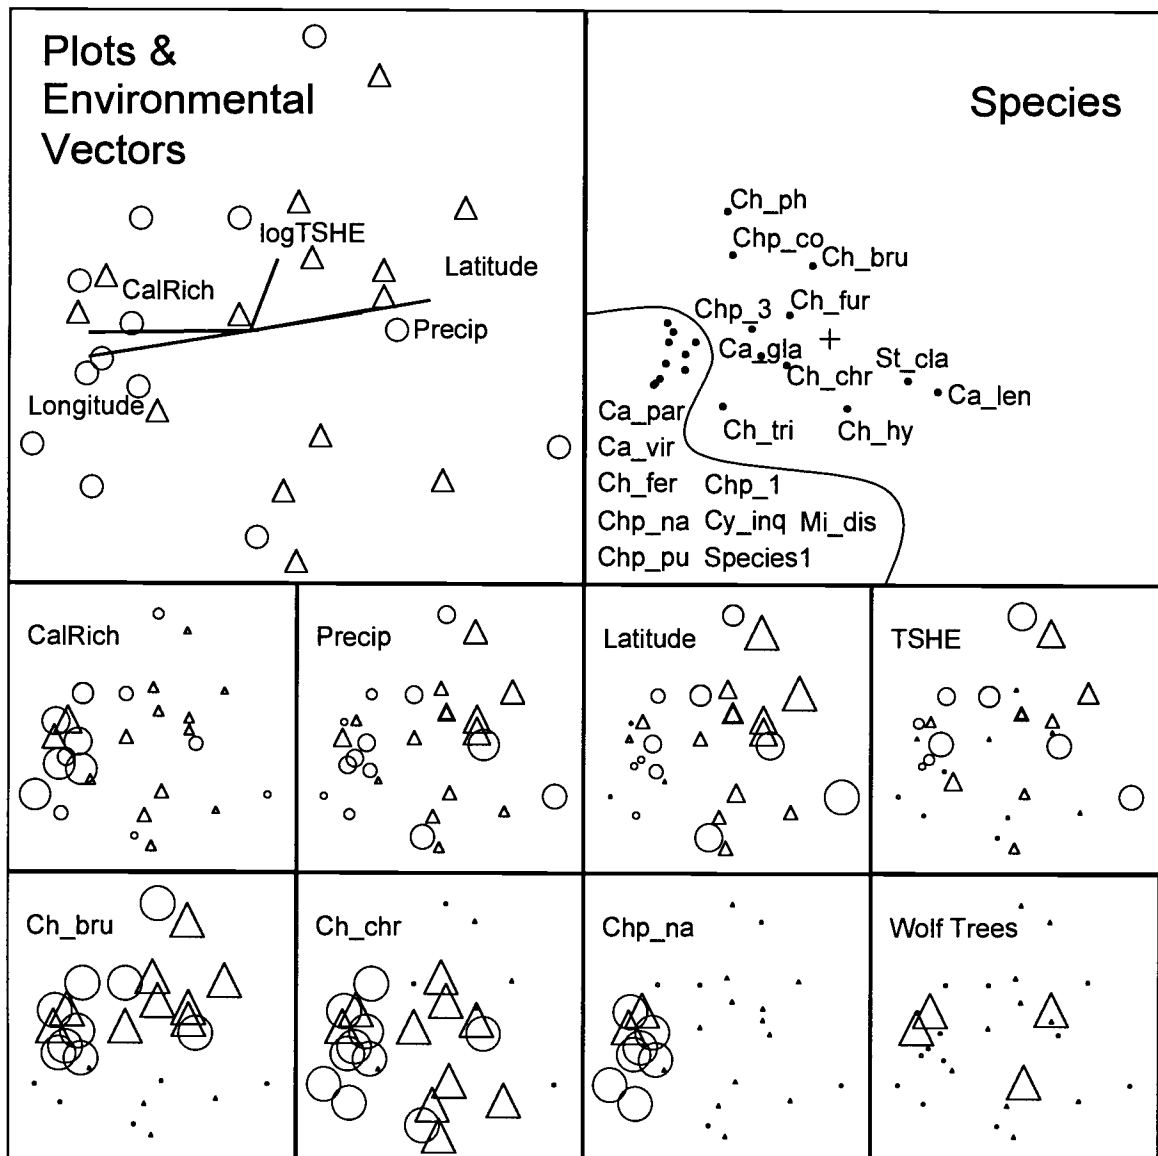 Plots &
Environmental
Vectors
logTSHE
Latitude
CalRich
Precip
Longitude
Species
Ch_ph
Chp_co
Ch_bru
Chp_3
Ch_fur
Ca_gla
St_cla
Ch_chr
Ca_len
Ca_par
Ch_tri
Ch_hy
Ca_vir
Ch_fer Chp_1
Chp_na Cy_inq Mi_dis
Chp_pu Species1
CalRich
Precip
Latitude
TSHE
Ch_bru
Ch_chr
Chp_na
Wolf Trees